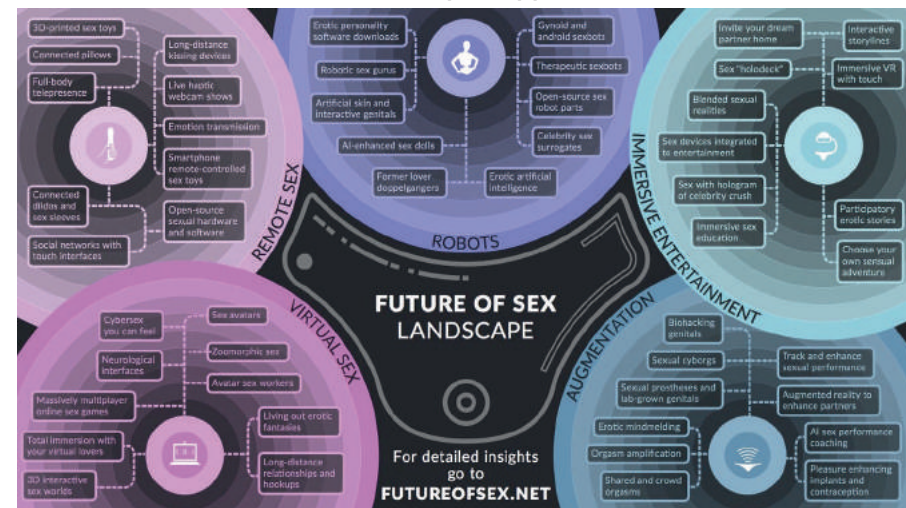 3D-printed sex toys
Connected pillows
Full-body
telepresence
Long-distance
kissing devices
Live heptic
webcam shows
Emotion transmission
Smartphone
remote-controlled
sex toys
Connected
dildos and
sex sleeves
Open-source
sexual hardware
and software
Social networks with
touch interfaces
REMOTE SEX
Erotic personality
software downloads
Robotic sex gurus
Artificial skin and
interactive genitals
AI-enhanced sex dolls
Former lover
doppelgangers
Gynoid and
android sexbots
Therapeutic sexbots
Open-source sex
robot parts
Celebrity sex
surrogates
Erotic artificial
intelligence
ROBOTS
Invite your dream
partner home
Sex "holodeck"
Blended sexual
realities
Sex devices integrated
to entertainment
Sex with hologram
of celebrity crush
Immersive sex
education
Interactive
storylines
Immersive VR
with touch
Participatory
erotic stories
Choose your
own sensual
adventure
IMMERSIVE ENTERTAINMENT
FUTURE OF SEX
LANDSCAPE
For detailed insights
go to
FUTUREOFSEX.NET
VIRTUAL SEX
Cybersex
you can feel
Neurological
interfaces
Massively multiplayer
online sex games
Total immersion with
your virtual lovers
3D interactive
sex worlds
Sex avatars
Zoomorphic sex
Avatar sex workers
Living out erotic
fantasies
Long-distance
relationships and
hookups
AUGMENTATION
Biohacking
genitals
Sexual cyborgs
Sexual prostheses and
lab-grown genitals
Erotic mindmelding
Orgasm amplification
Shared and crowd
orgasms
Track and enhance
sexual performance
Augmented reality to
enhance partners
AI sex performance
coaching
Pleasure enhancing
implants and
contraception